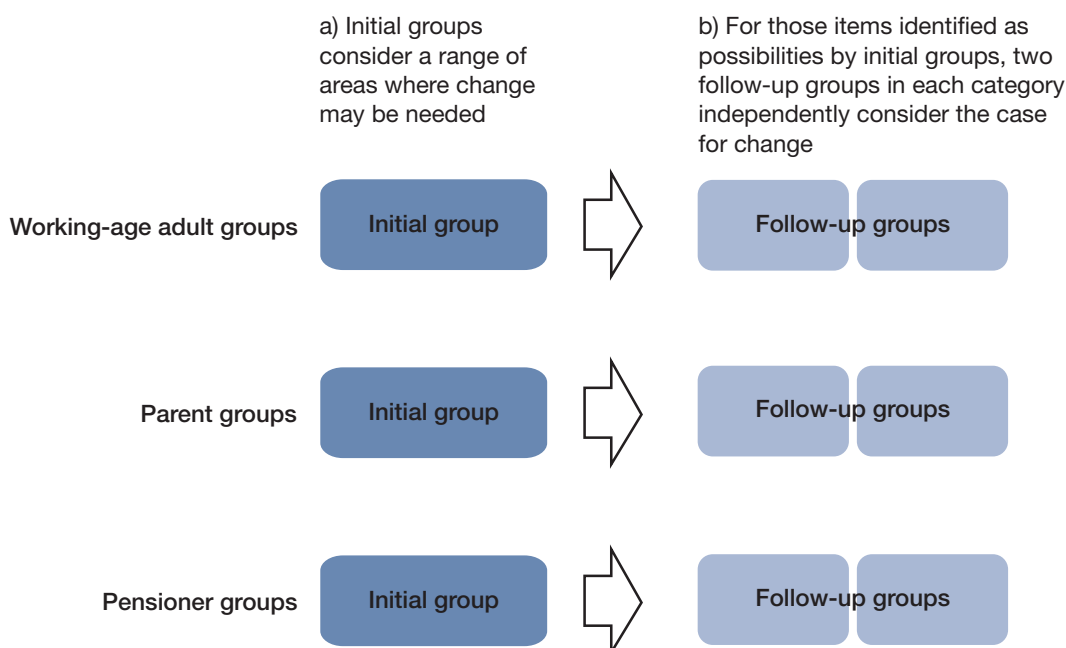 a) Initial groups
consider a range of
areas where change
may be needed
b) For those items identified as
possibilities by initial groups, two
follow-up groups in each category
independently consider the case
for change
Working-age adult groups
Initial group
Follow-up groups
Parent groups
Initial group
Follow-up groups
Pensioner groups
Initial group
Follow-up groups